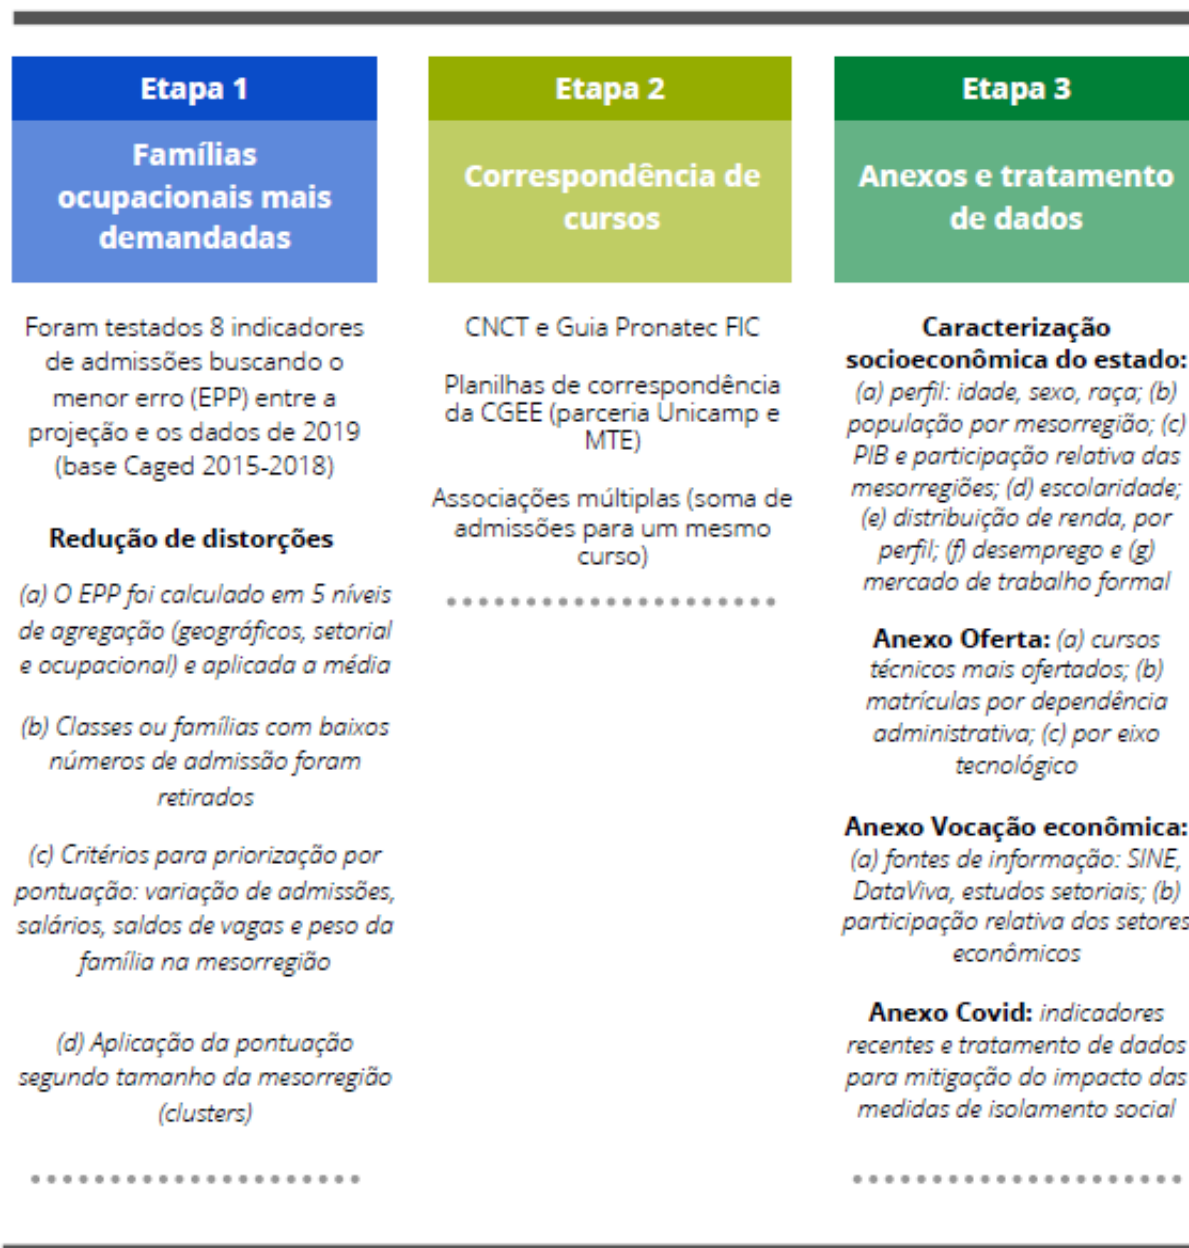 Etapa 1
Famílias
ocupacionais mais
demandadas
Foram testados 8 indicadores
de admissões buscando o
menor erro (EPP) entre a
projeção e os dados de 2019
(base Caged 2015-2018)
Redução de distorções
(a) O EPP foi calculado em 5 níveis
de agregação (geográficos, setorial
e ocupacional) e aplicada a média
(b) Classes ou famílias com baixos
números de admissão foram
retirados
(c) Critérios para priorização por
pontuação: variação de admissões,
salários, saldos de vagas e peso da
família na mesorregião
(d) Aplicação da pontuação
segundo tamanho da mesorregião
(clusters)
Etapa 2
Correspondência de
cursos
CNCT e Guia Pronatec FIC
Planilhas de correspondência
da CGEE (parceria Unicamp e
MTE)
Associações múltiplas (soma de
admissões para um mesmo
curso)
Etapa 3
Anexos e tratamento
de dados
Caracterização
socioeconômica do estado:
(a) perfil: idade, sexo, raça; (b)
população por mesorregião; (c)
PIB e participação relativa das
mesorregiões; (d) escolaridade;
(e) distribuição de renda, por
perfil; (f) desemprego e (g)
mercado de trabalho formal
Anexo Oferta: (a) cursos
técnicos mais ofertados; (b)
matrículas por dependência
administrativa; (c) por eixo
tecnológico
Anexo Vocação econômica:
(a) fontes de informação: SINE,
DataViva, estudos setoriais; (b)
participação relativa dos setores
econômicos
Anexo Covid: indicadores
recentes e tratamento de dados
para mitigação do impacto das
medidas de isolamento social